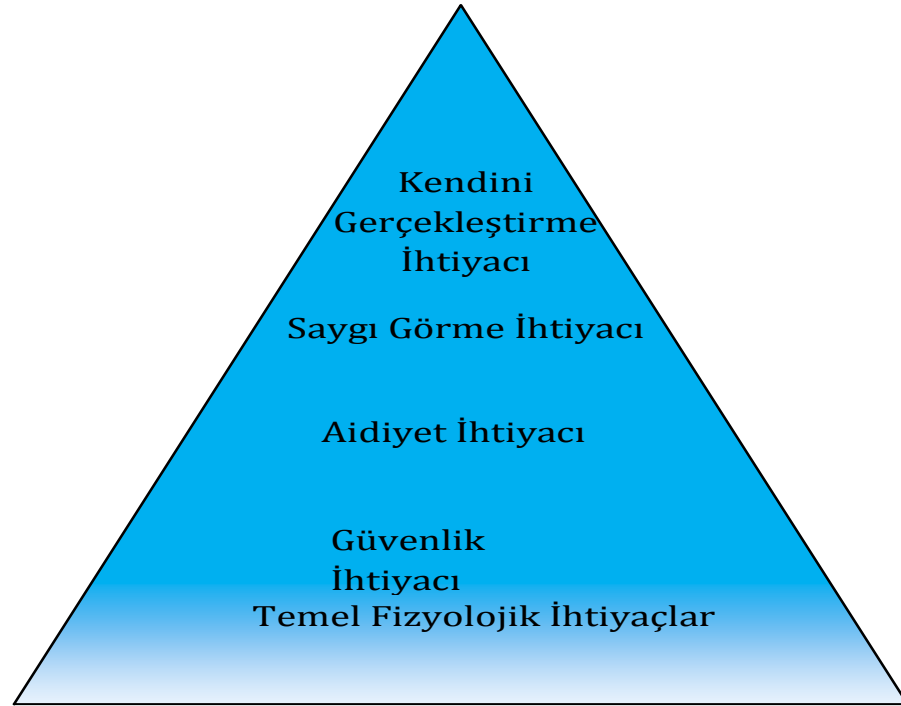 Kendini
Gerçekleştirme
İhtiyacı
Saygı Görme İhtiyacı
Aidiyet İhtiyacı
Güvenlik
İhtiyacı
Temel Fizyolojik İhtiyaçlar